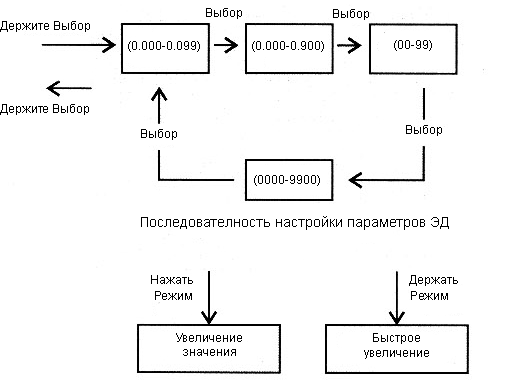 Держите Выбор
Выбор
Выбор
(0.000-0.099)
(0.000-0.900)
(00-99)
Держите Выбор
Выбор
Выбор
(0000-9900)
Последователность настройки параметров ЭД
Нажать
Режим
Держать
Режим
Увеличение
значения
Быстрое
увеличение